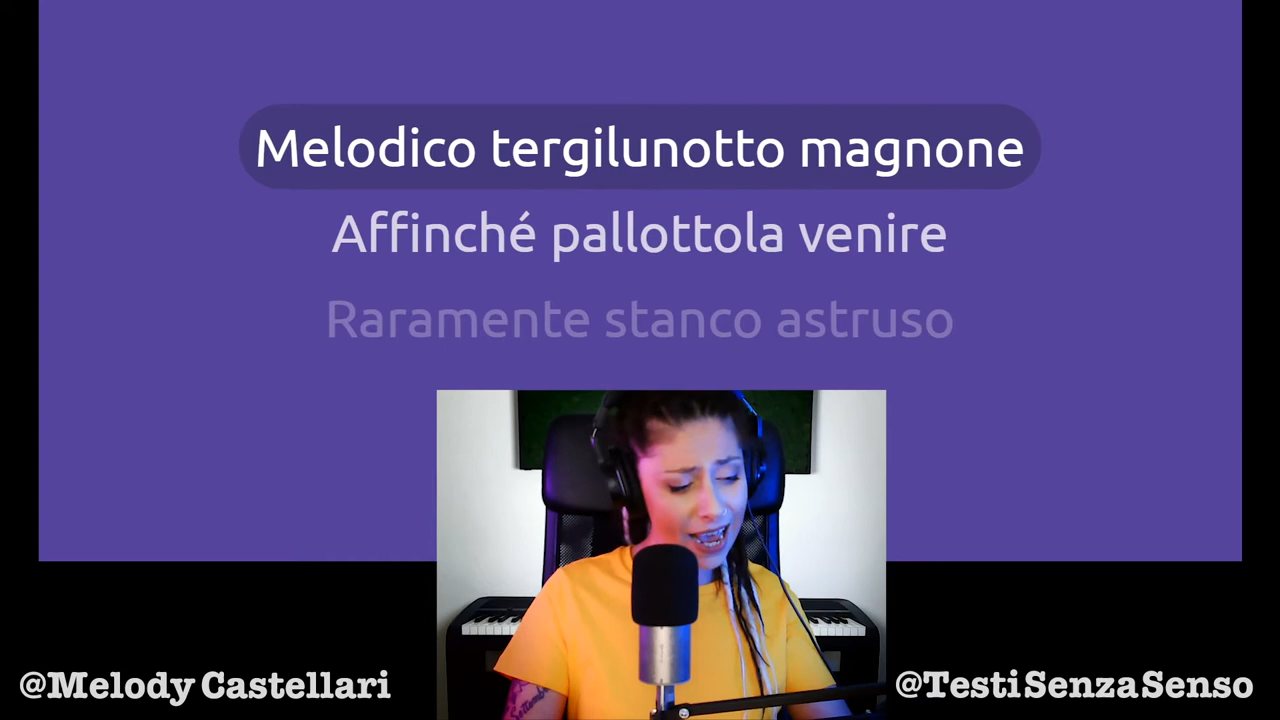 Melodico tergilunotto magnone
Affinché pallottola venire
Raramente stanco astruso
@Melody Castellari
@TestiSenzaSenso